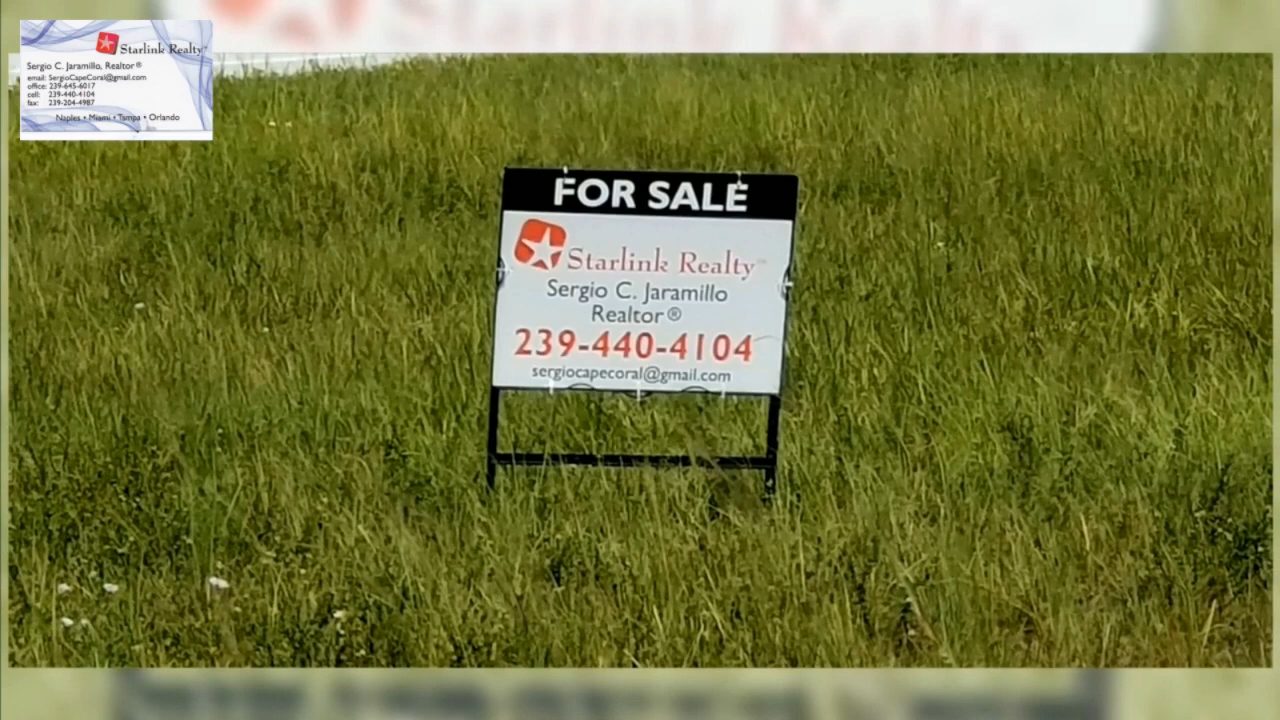 Starlink Realty
Sergio C. Jaramillo, Realtor®
email: SergioCapeCoral@gmail.com
office: 239-645-6017
cell: 239-440-4104
fax: 239-204-4987
Naples • Miami • Tampa • Orlando
FOR SALE
Starlink Realty
Sergio C. Jaramillo
Realtor®
239-440-4104
sergiocapecoral@gmail.com